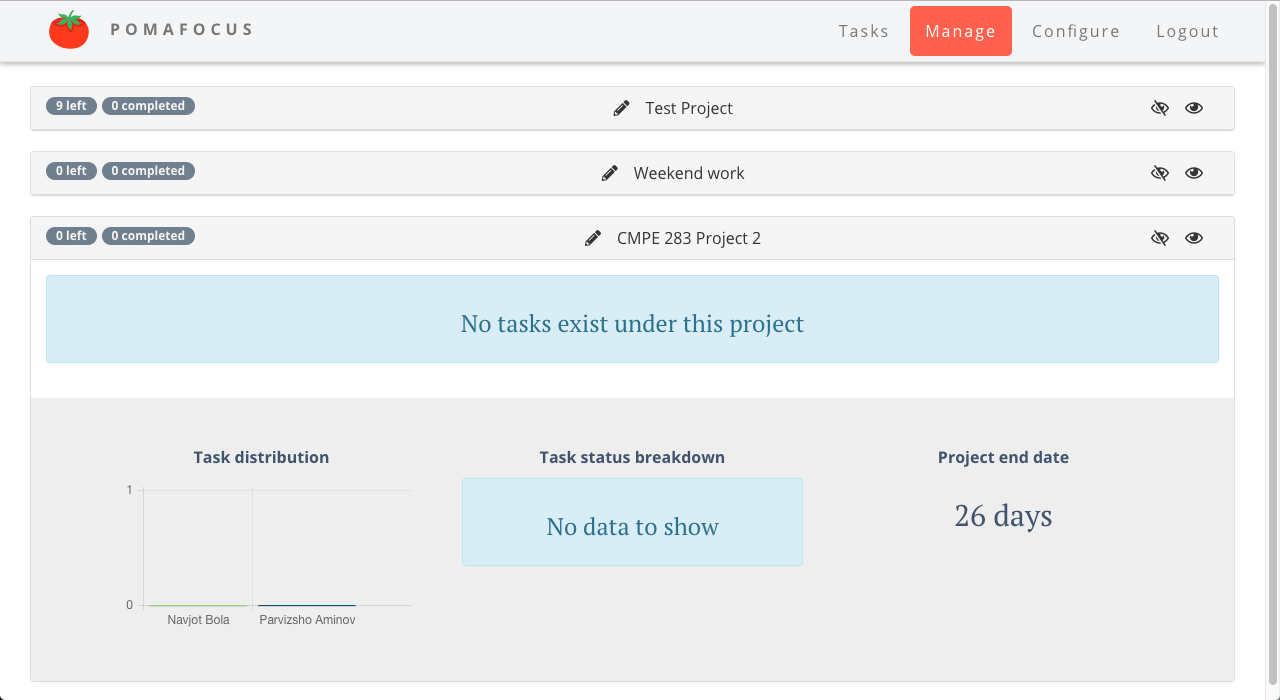 POMAFOCUS Tasks Manage Configure Logout
9 left 0 completed Test Project
0 left 0 completed Weekend work
0 left 0 completed CMPE 283 Project 2
No tasks exist under this project
Task distribution
1
0
Navjot Bola Parvizsho Aminov
Task status breakdown
No data to show
Project end date
26 days